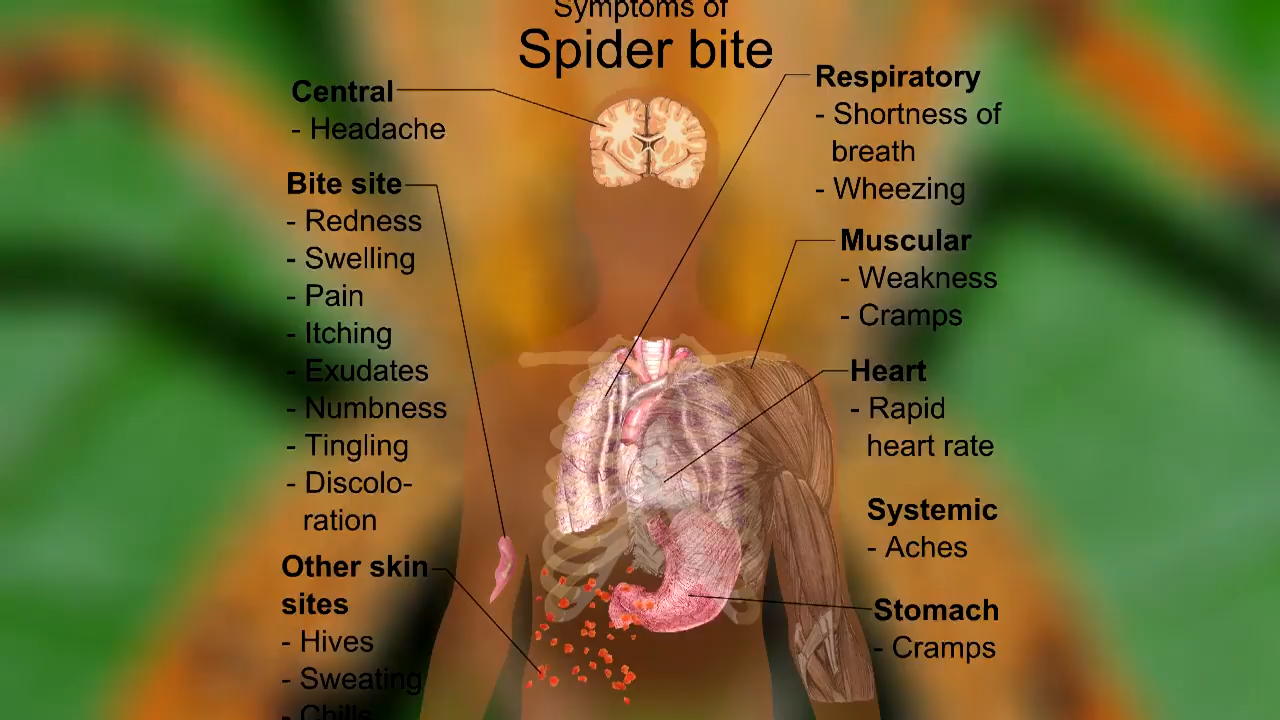 Symptoms of
Spider bite
Central
- Headache
Bite site
- Redness
- Swelling
- Pain
- Itching
- Exudates
- Numbness
- Tingling
- Discolo-
ration
Other skin
sites
- Hives
- Sweating
- Chills
Respiratory
- Shortness of
breath
- Wheezing
Muscular
- Weakness
- Cramps
Heart
- Rapid
heart rate
Systemic
- Aches
Stomach
- Cramps